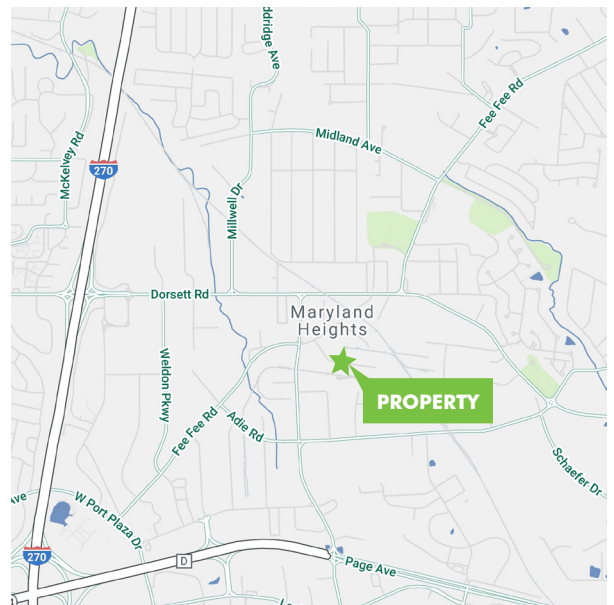 ddridge Ave
Fee Fee Rd
Midland Ave
McKelvey Rd
270
Millwell Dr
Dorsett Rd
Maryland
Heights
Weldon Pkwy
PROPERTY
Fee Fee Rd
Adie Rd
Schaefer Dr
Ave
W Port Plaza Dr
270
D
Page Ave